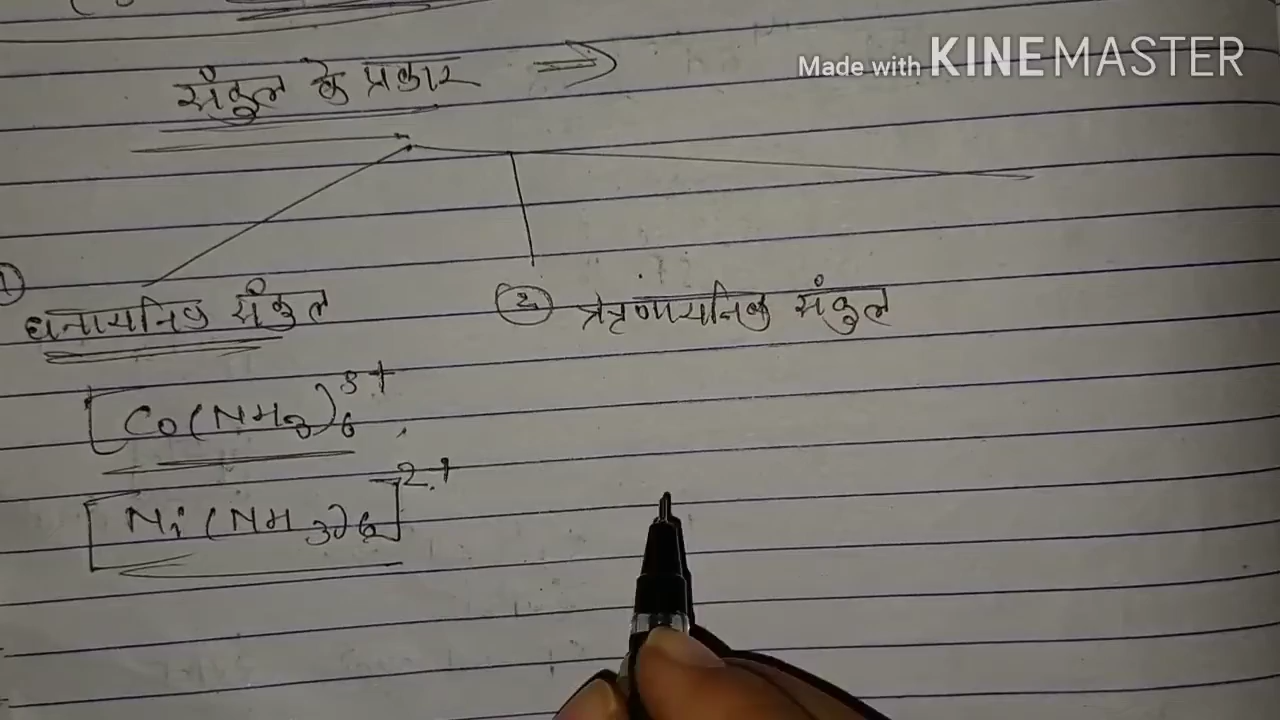 Made with KINEMASTER
संकुल के प्रकार ⇒
① धनायनिक संकुल
② ऋणायनिक संकुल
[Co(NH3)6 3+
[Ni(NH3)6]2+